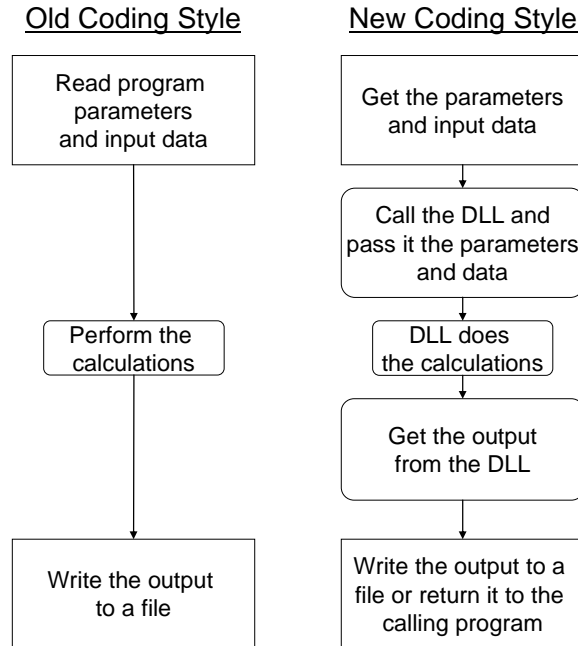 Old Coding Style
Read program
parameters
and input data
Perform the
calculations
Write the output
to a file
New Coding Style
Get the parameters
and input data
Call the DLL and
pass it the parameters
and data
DLL does
the calculations
Get the output
from the DLL
Write the output to a
file or return it to the
calling program